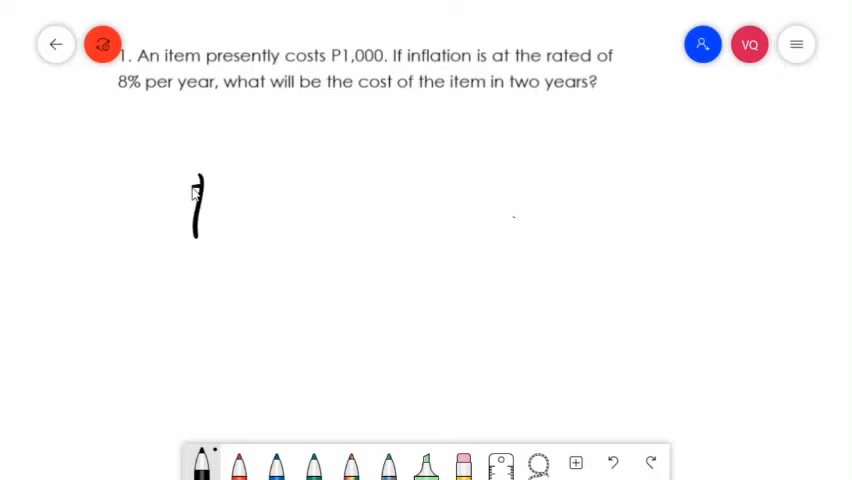 1. An item presently costs P1,000. If inflation is at the rated of
8% per year, what will be the cost of the item in two years?
VQ